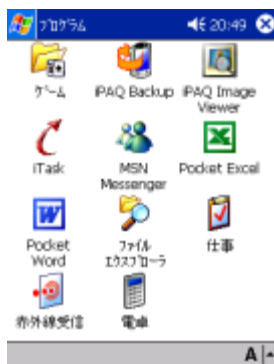 ﾌﾟﾛｸﾞﾗﾑ 20:49
ｹﾞｰﾑ iPAQ Backup iPAQ Image
Viewer
iTask MSN Pocket Excel
Messenger
Pocket ﾌｧｲﾙ 仕事
Word ｴｸｽﾌﾟﾛｰﾗ
赤外線受信 電卓
A